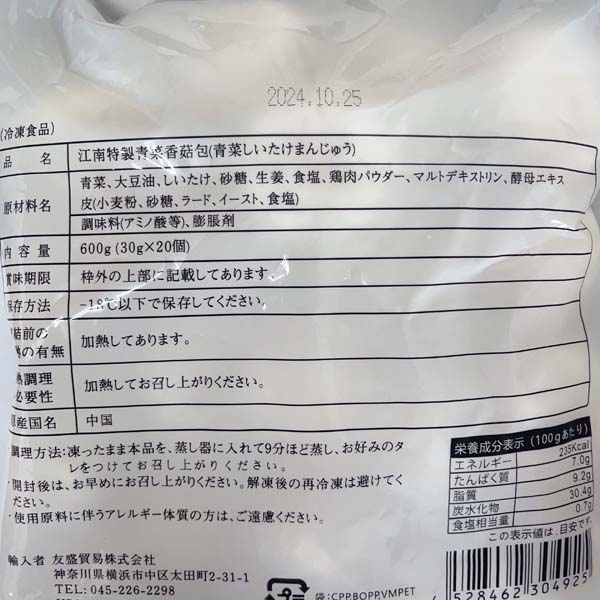 2024.10.25
(冷凍食品)
品 名 江南特製青菜香菇包(青菜しいたけまんじゅう)
原材料名 青菜、大豆油、しいたけ、砂糖、生姜、食塩、鶏肉パウダー、マルトデキストリン、酵母エキス
皮(小麦粉、砂糖、ラード、イースト、食塩)
調味料(アミノ酸等)、膨脹剤
内 容 量 600g (30g×20個)
賞味期限 枠外の上部に記載してあります。
保存方法 -18℃以下で保存してください。
結前の
の有無 加熱してあります。
熱調理
必要性 加熱してお召し上がりください。
原産国名 中国
調理方法:凍ったまま本品を、蒸し器に入れて9分ほど蒸し、お好みのタ
レをつけてお召し上がりください。
・開封後は、お早めにお召し上がりください。解凍後の再冷凍は避けてく
ださい。
・使用原料に伴うアレルギー体質の方は、ご遠慮ください。
輸入者 友盛貿易株式会社
神奈川県横浜市中区太田町2-31-1
TEL: 045-226-2298
栄養成分表示 (100gあたり)
エネルギー 235Kcal
たんぱく質 7.0g
脂質 9.2g
炭水化物 30.4g
食塩相当量 0.7g
この表示値は、目安です。
プラ
袋:CPP.BOPP,VMPET
4 528462 304925